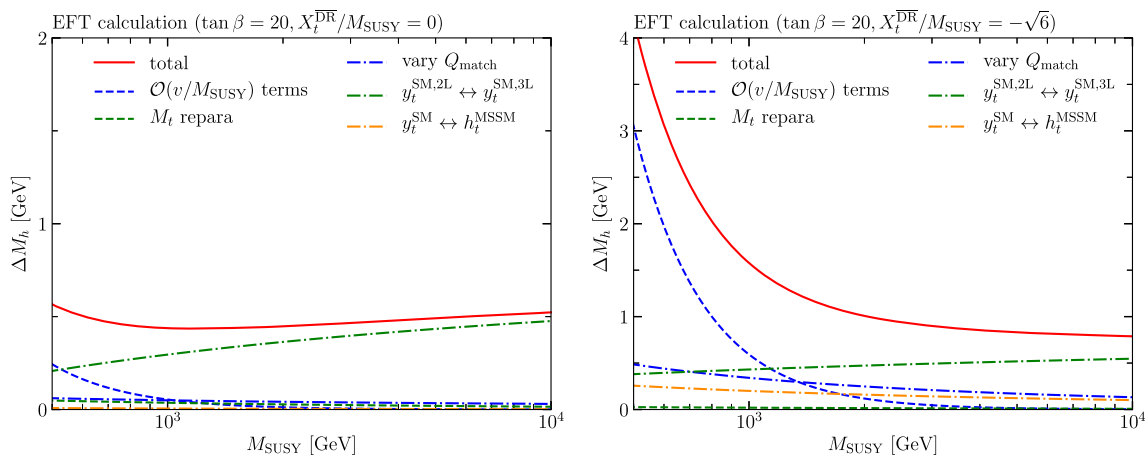 EFT calculation (tan β = 20, X_t^{\overline{DR}}/M_SUSY = 0)
2
total
O(v/M_SUSY) terms
M_t repara
vary Q_match
y_t^{SM,2L} ↔ y_t^{SM,3L}
y_t^{SM} ↔ h_t^{MSSM}
1
0
ΔM_h [GeV]
10^3
10^4
M_SUSY [GeV]
EFT calculation (tan β = 20, X_t^{\overline{DR}}/M_SUSY = −√6)
4
total
O(v/M_SUSY) terms
M_t repara
vary Q_match
y_t^{SM,2L} ↔ y_t^{SM,3L}
y_t^{SM} ↔ h_t^{MSSM}
3
2
1
0
ΔM_h [GeV]
10^3
10^4
M_SUSY [GeV]